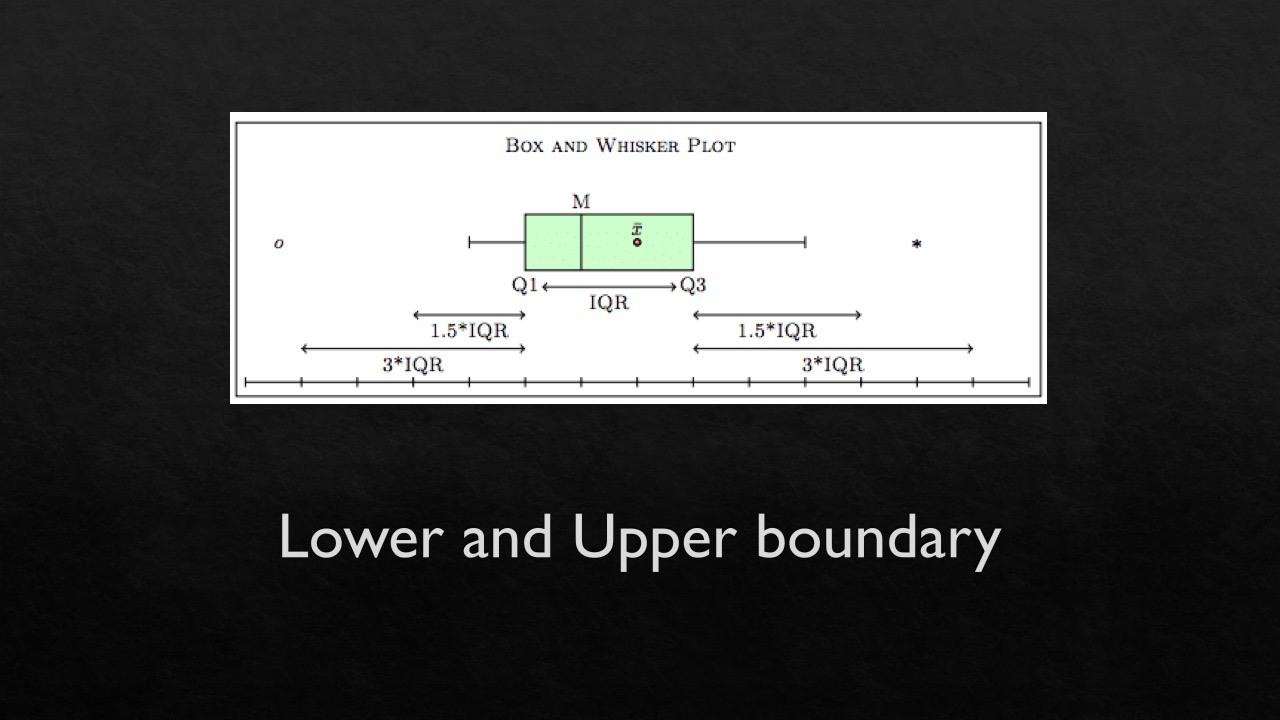 BOX AND WHISKER PLOT
M
o
x̄
*
Q1
Q3
IQR
1.5*IQR
1.5*IQR
3*IQR
3*IQR
Lower and Upper boundary